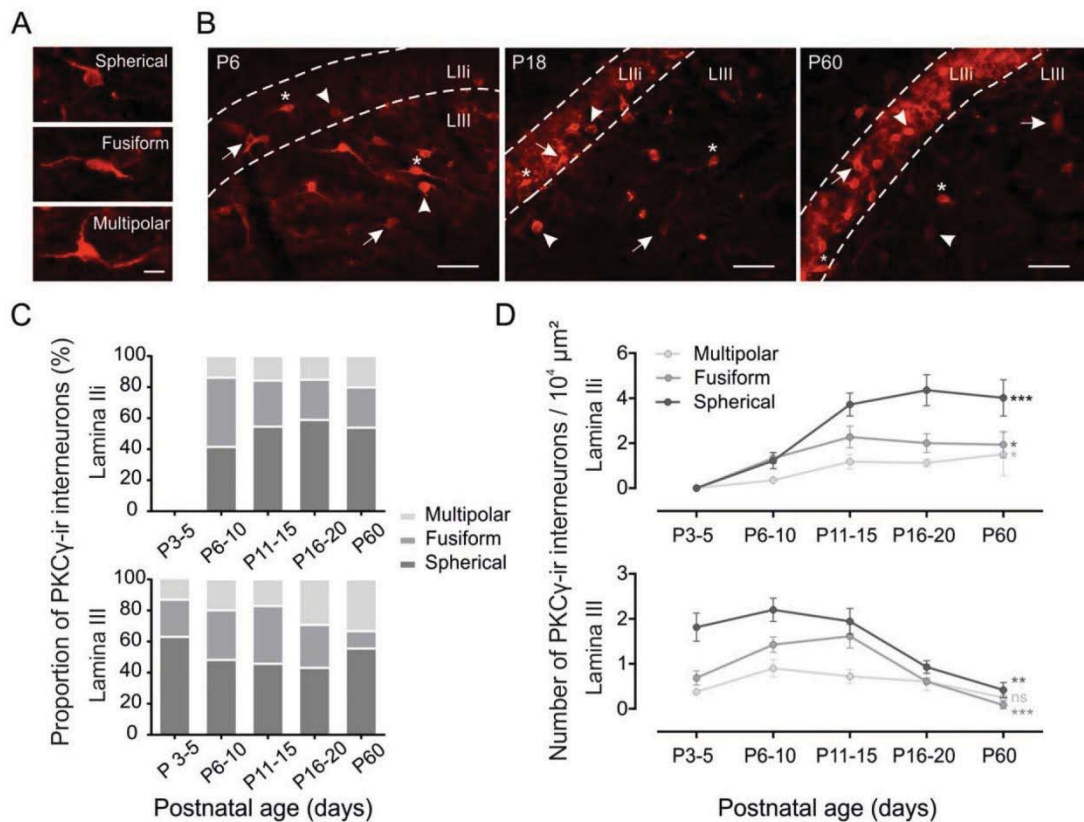 A
Spherical
Fusiform
Multipolar
B
P6
LIIi
LIII
*
*
P18
LIIi
LIII
*
*
P60
LIIi
LIII
*
*
C
Proportion of PKCγ-ir interneurons (%)
Lamina IIi
100
80
60
40
20
0
P3-5
P6-10
P11-15
P16-20
P60
Multipolar
Fusiform
Spherical
Lamina III
100
80
60
40
20
0
P 3-5
P6-10
P11-15
P16-20
P60
Postnatal age (days)
D
Number of PKCγ-ir interneurons / 10⁴ µm²
Lamina IIi
6
4
2
0
Multipolar
Fusiform
Spherical
***
*
*
P3-5
P6-10
P11-15
P16-20
P60
Lamina III
3
2
1
0
**
ns
***
P3-5
P6-10
P11-15
P16-20
P60
Postnatal age (days)